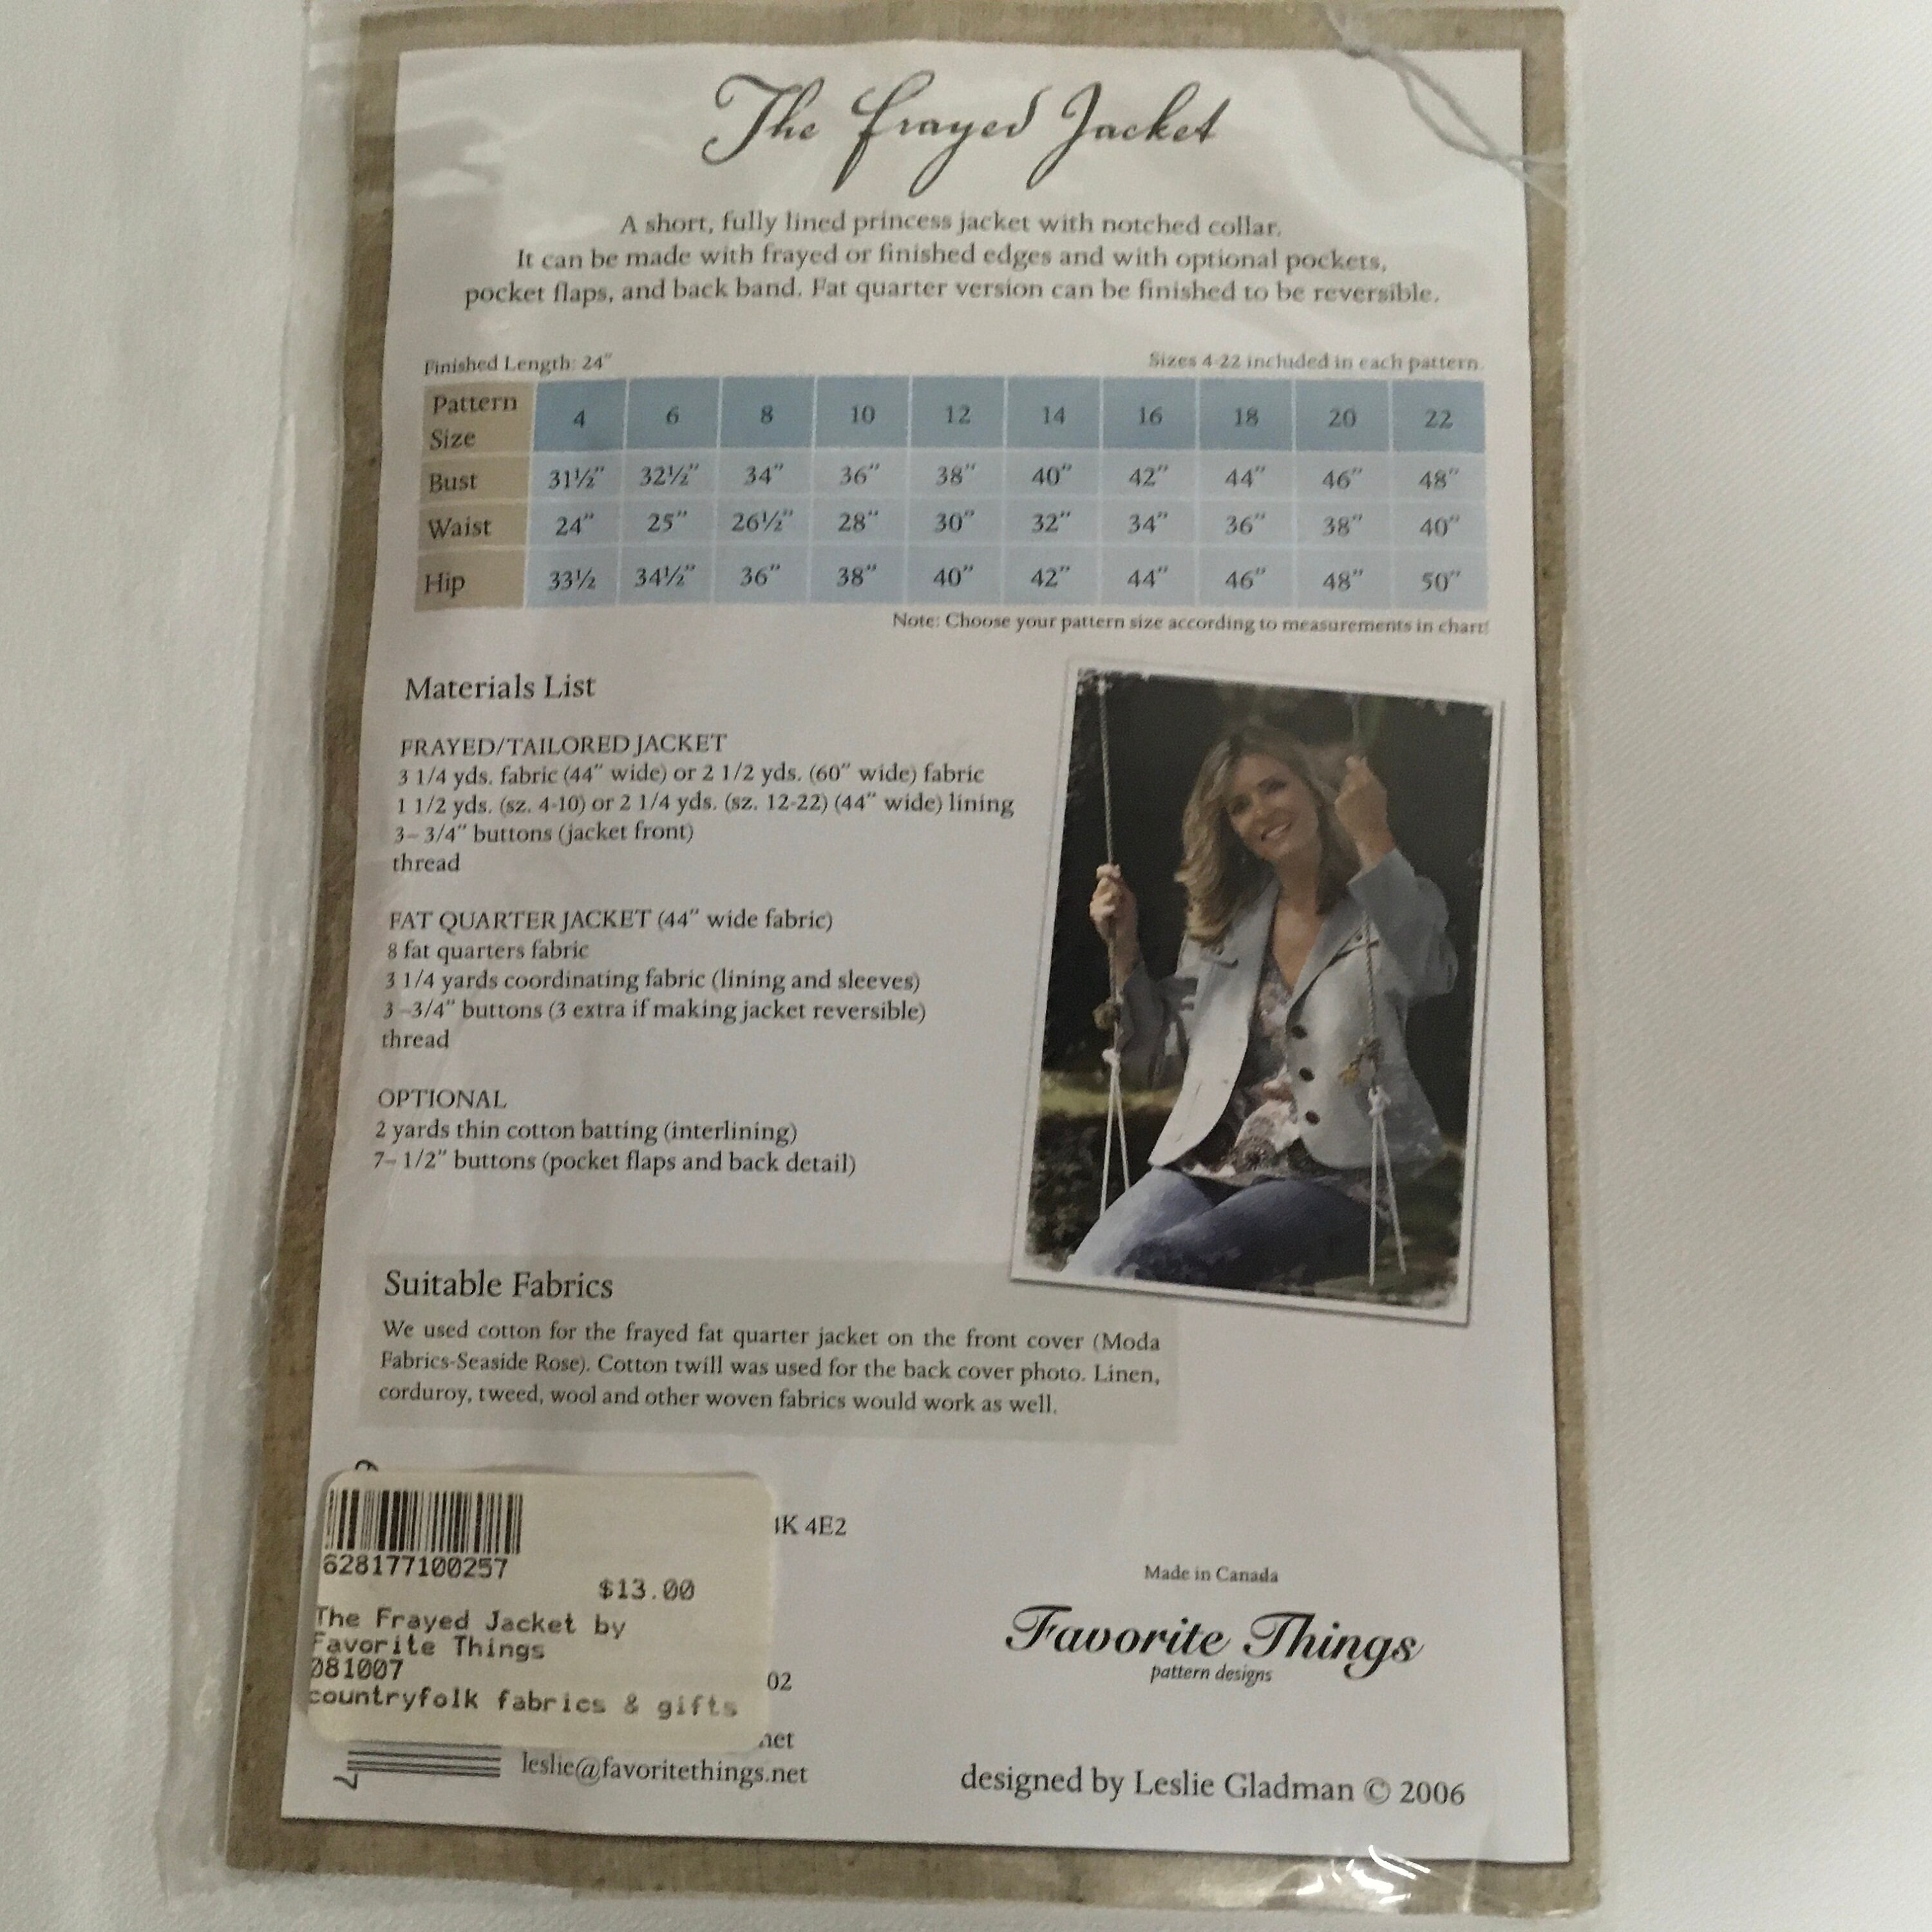 The Frayed Jacket
A short, fully lined princess jacket with notched collar.
It can be made with frayed or finished edges and with optional pockets,
pocket flaps, and back band. Fat quarter version can be finished to be reversible.
Finished Length: 24" Sizes 4-22 included in each pattern.
Pattern Size 4 6 8 10 12 14 16 18 20 22
Bust 31½" 32½" 34" 36" 38" 40" 42" 44" 46" 48"
Waist 24" 25" 26½" 28" 30" 32" 34" 36" 38" 40"
Hip 33½ 34½" 36" 38" 40" 42" 44" 46" 48" 50"
Note: Choose your pattern size according to measurements in chart!
Materials List
FRAYED/TAILORED JACKET
3 1/4 yds. fabric (44" wide) or 2 1/2 yds. (60" wide) fabric
1 1/2 yds. (sz. 4-10) or 2 1/4 yds. (sz. 12-22) (44" wide) lining
3– 3/4" buttons (jacket front)
thread
FAT QUARTER JACKET (44" wide fabric)
8 fat quarters fabric
3 1/4 yards coordinating fabric (lining and sleeves)
3 –3/4" buttons (3 extra if making jacket reversible)
thread
OPTIONAL
2 yards thin cotton batting (interlining)
7– 1/2" buttons (pocket flaps and back detail)
Suitable Fabrics
We used cotton for the frayed fat quarter jacket on the front cover (Moda
Fabrics-Seaside Rose). Cotton twill was used for the back cover photo. Linen,
corduroy, tweed, wool and other woven fabrics would work as well.
4E2
628177100257
$13.00
The Frayed Jacket by
Favorite Things
081007
countryfolk fabrics & gifts
02
net
7
leslie@favoritethings.net
Made in Canada
Favorite Things
pattern designs
designed by Leslie Gladman © 2006